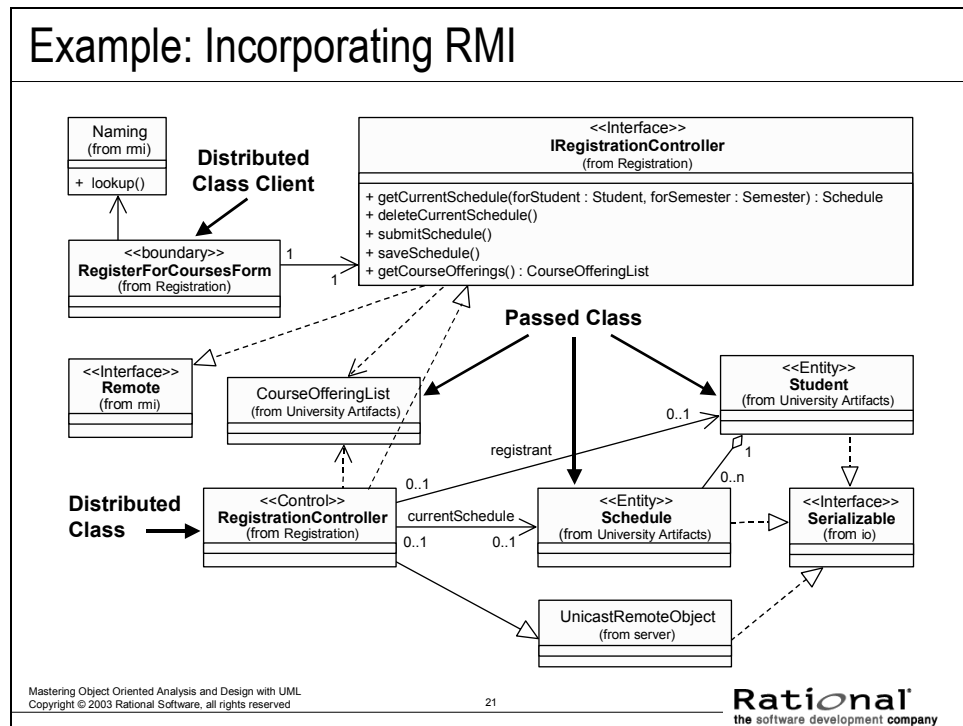 Example: Incorporating RMI
Naming
(from rmi)
+ lookup()
Distributed
Class Client
<<Interface>>
IRegistrationController
(from Registration)
+ getCurrentSchedule(forStudent : Student, forSemester : Semester) : Schedule
+ deleteCurrentSchedule()
+ submitSchedule()
+ saveSchedule()
+ getCourseOfferings() : CourseOfferingList
<<boundary>>
RegisterForCoursesForm
(from Registration)
1
1
Passed Class
<<Interface>>
Remote
(from rmi)
CourseOfferingList
(from University Artifacts)
<<Entity>>
Student
(from University Artifacts)
0..1
registrant
0..1
1
0..n
Distributed
Class
<<Control>>
RegistrationController
(from Registration)
currentSchedule
0..1
0..1
<<Entity>>
Schedule
(from University Artifacts)
<<Interface>>
Serializable
(from io)
UnicastRemoteObject
(from server)
Mastering Object Oriented Analysis and Design with UML
Copyright © 2003 Rational Software, all rights reserved
21
Rational
the software development company